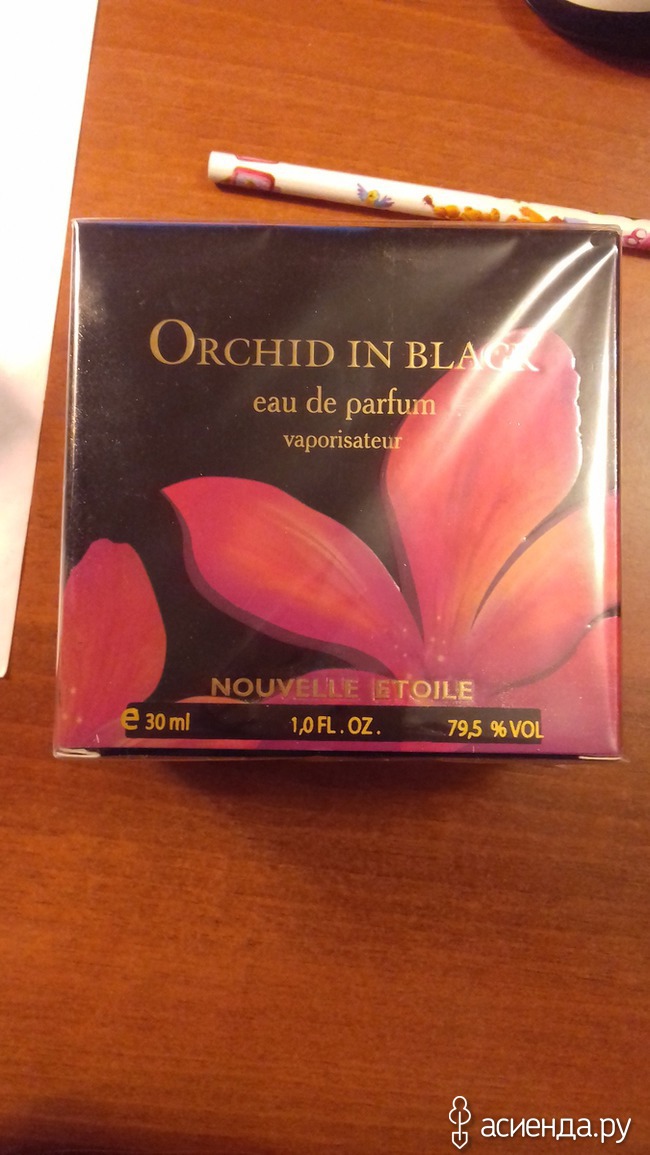 ORCHID IN BLACK
eau de parfum
vaporisateur
NOUVELLE ETOILE
e 30 ml 1,0 FL . OZ . 79,5 % VOL
асиенда.ру